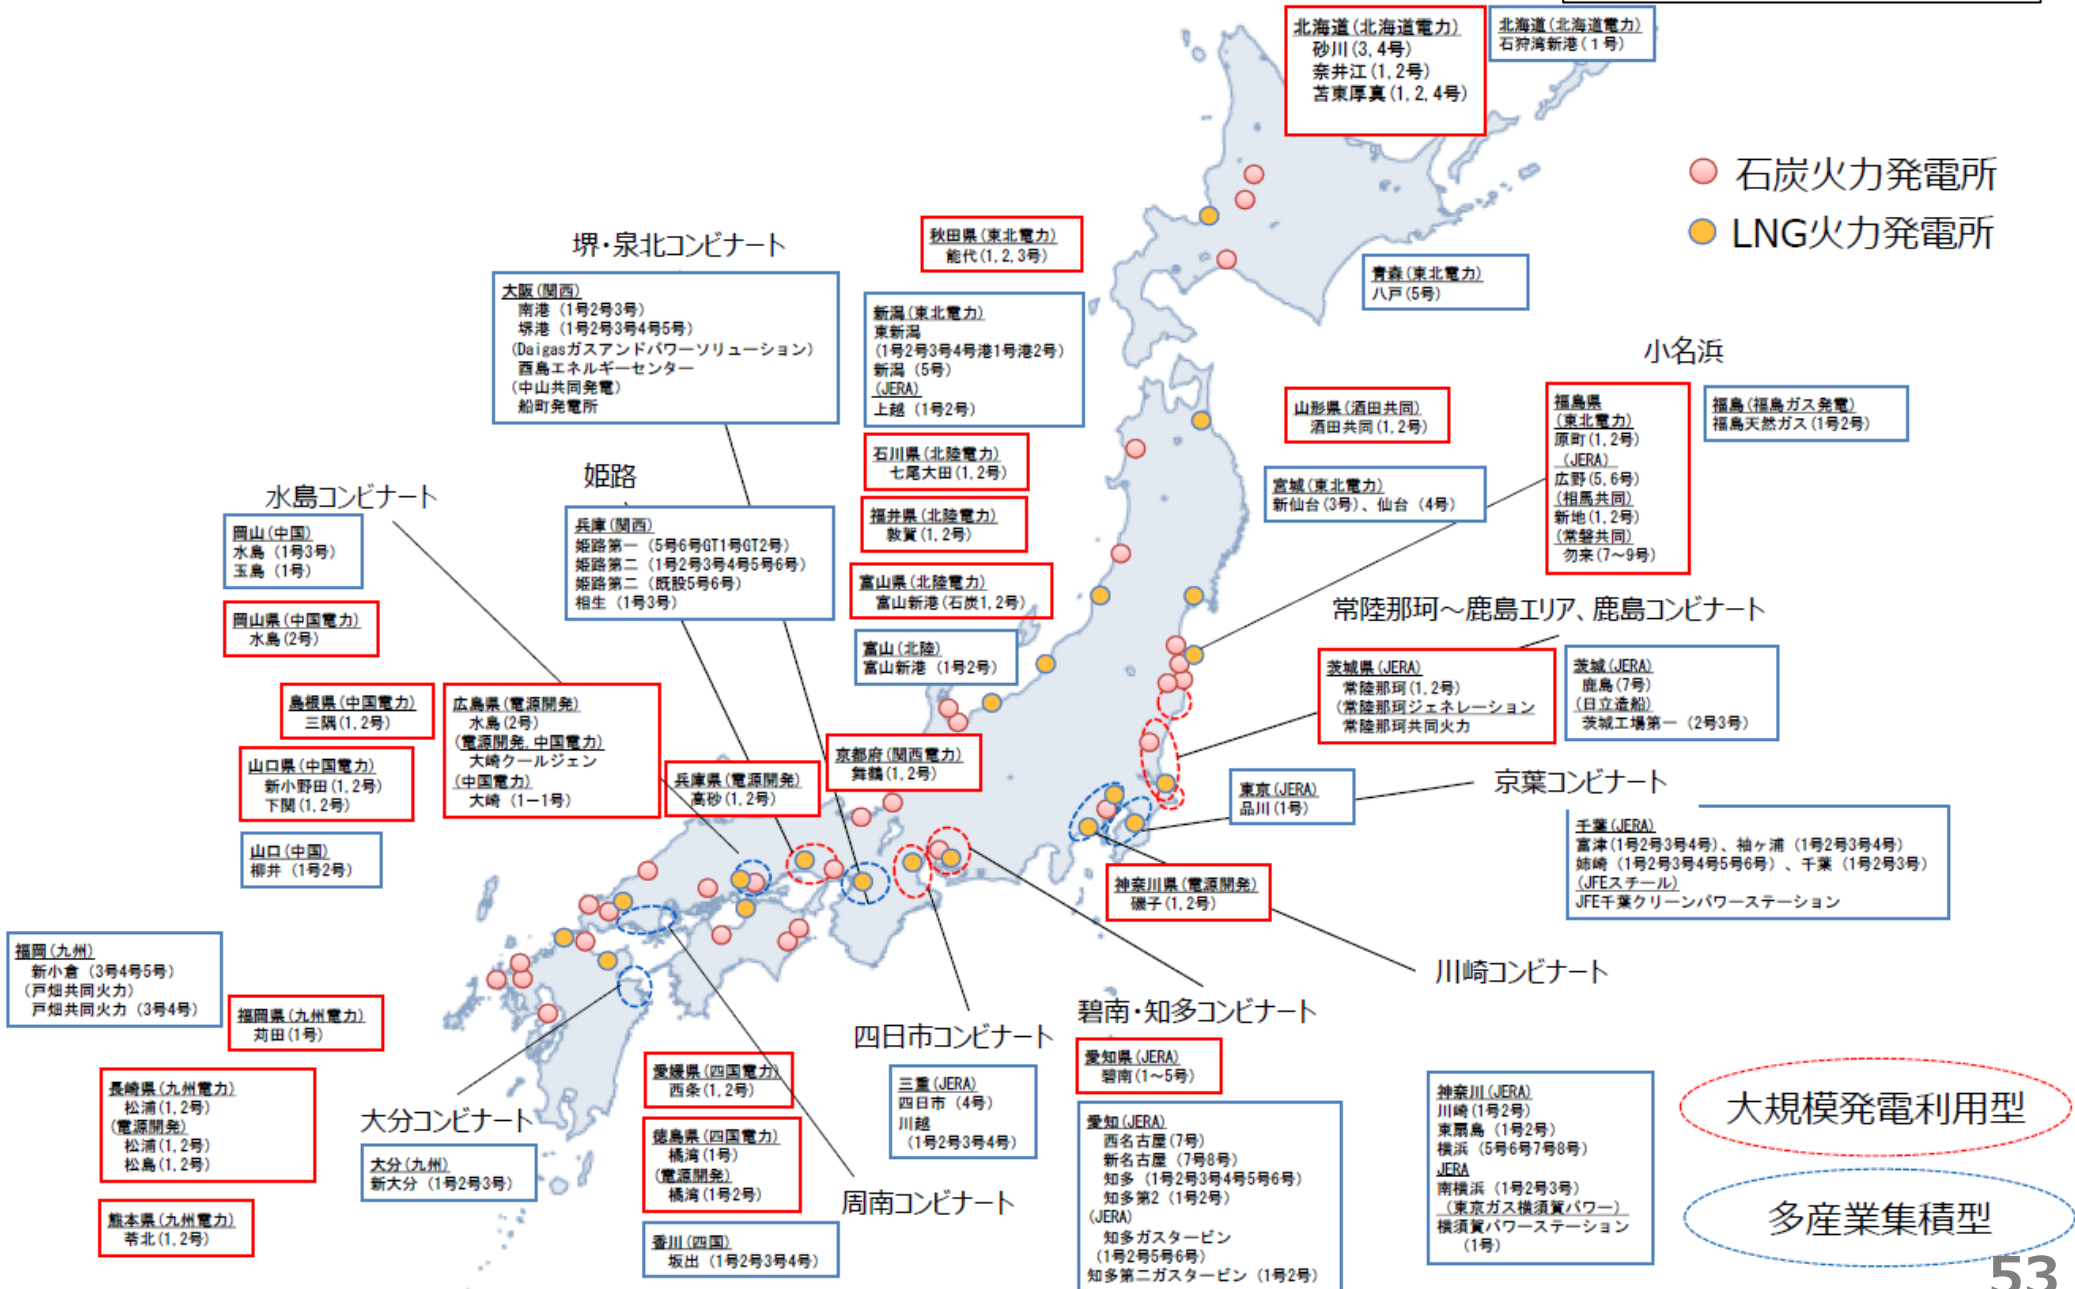 北海道(北海道電力)
砂川(3,4号)
奈井江(1,2号)
苫東厚真(1,2,4号)
北海道(北海道電力)
石狩湾新港(1号)
石炭火力発電所
LNG火力発電所
秋田県(東北電力)
能代(1,2,3号)
青森(東北電力)
八戸(5号)
堺・泉北コンビナート
大阪(関西)
南港 (1号2号3号)
堺港 (1号2号3号4号5号)
(Daigasガスアンドパワーソリューション)
酉島エネルギーセンター
(中山共同発電)
船町発電所
新潟(東北電力)
東新潟
(1号2号3号4号港1号港2号)
新潟 (5号)
(JERA)
上越 (1号2号)
小名浜
福島県
(東北電力)
原町(1,2号)
(JERA)
広野(5,6号)
(相馬共同)
新地(1,2号)
(常磐共同)
勿来(7～9号)
福島(福島ガス発電)
福島天然ガス(1号2号)
山形県(酒田共同)
酒田共同(1,2号)
石川県(北陸電力)
七尾大田(1,2号)
宮城(東北電力)
新仙台(3号)、仙台 (4号)
姫路
兵庫(関西)
姫路第一 (5号6号GT1号GT2号)
姫路第二 (1号2号3号4号5号6号)
姫路第二 (既設5号6号)
相生 (1号3号)
水島コンビナート
岡山(中国)
水島 (1号3号)
玉島 (1号)
福井県(北陸電力)
敦賀(1,2号)
富山県(北陸電力)
富山新港(石炭1,2号)
岡山県(中国電力)
水島(2号)
富山(北陸)
富山新港 (1号2号)
常陸那珂～鹿島エリア、鹿島コンビナート
茨城県(JERA)
常陸那珂(1,2号)
(常陸那珂ジェネレーション
常陸那珂共同火力
茨城(JERA)
鹿島(7号)
(日立造船)
茨城工場第一 (2号3号)
島根県(中国電力)
三隅(1,2号)
広島県(電源開発)
水島(2号)
(電源開発,中国電力)
大崎クールジェン
(中国電力)
大崎 (1－1号)
京都府(関西電力)
舞鶴(1,2号)
山口県(中国電力)
新小野田(1,2号)
下関(1,2号)
兵庫県(電源開発)
高砂(1,2号)
東京(JERA)
品川(1号)
京葉コンビナート
千葉(JERA)
富津(1号2号3号4号)、袖ヶ浦 (1号2号3号4号)
姉崎 (1号2号3号4号5号6号)、千葉 (1号2号3号)
(JFEスチール)
JFE千葉クリーンパワーステーション
山口(中国)
柳井 (1号2号)
神奈川県(電源開発)
磯子(1,2号)
川崎コンビナート
福岡(九州)
新小倉 (3号4号5号)
(戸畑共同火力)
戸畑共同火力 (3号4号)
福岡県(九州電力)
苅田(1号)
碧南・知多コンビナート
愛知県(JERA)
碧南(1～5号)
四日市コンビナート
三重(JERA)
四日市 (4号)
川越
(1号2号3号4号)
長崎県(九州電力)
松浦(1,2号)
(電源開発)
松浦(1,2号)
松島(1,2号)
愛媛県(四国電力)
西条(1,2号)
大分コンビナート
大分(九州)
新大分 (1号2号3号)
徳島県(四国電力)
橘湾(1号)
(電源開発)
橘湾(1号2号)
愛知(JERA)
西名古屋(7号)
新名古屋 (7号8号)
知多 (1号2号3号4号5号6号)
知多第2 (1号2号)
(JERA)
知多ガスタービン
(1号2号5号6号)
知多第二ガスタービン (1号2号)
神奈川(JERA)
川崎(1号2号)
東扇島 (1号2号)
横浜 (5号6号7号8号)
JERA
南横浜 (1号2号3号)
(東京ガス横須賀パワー)
横須賀パワーステーション
(1号)
大規模発電利用型
多産業集積型
周南コンビナート
熊本県(九州電力)
苓北(1,2号)
香川(四国)
坂出 (1号2号3号4号)
53